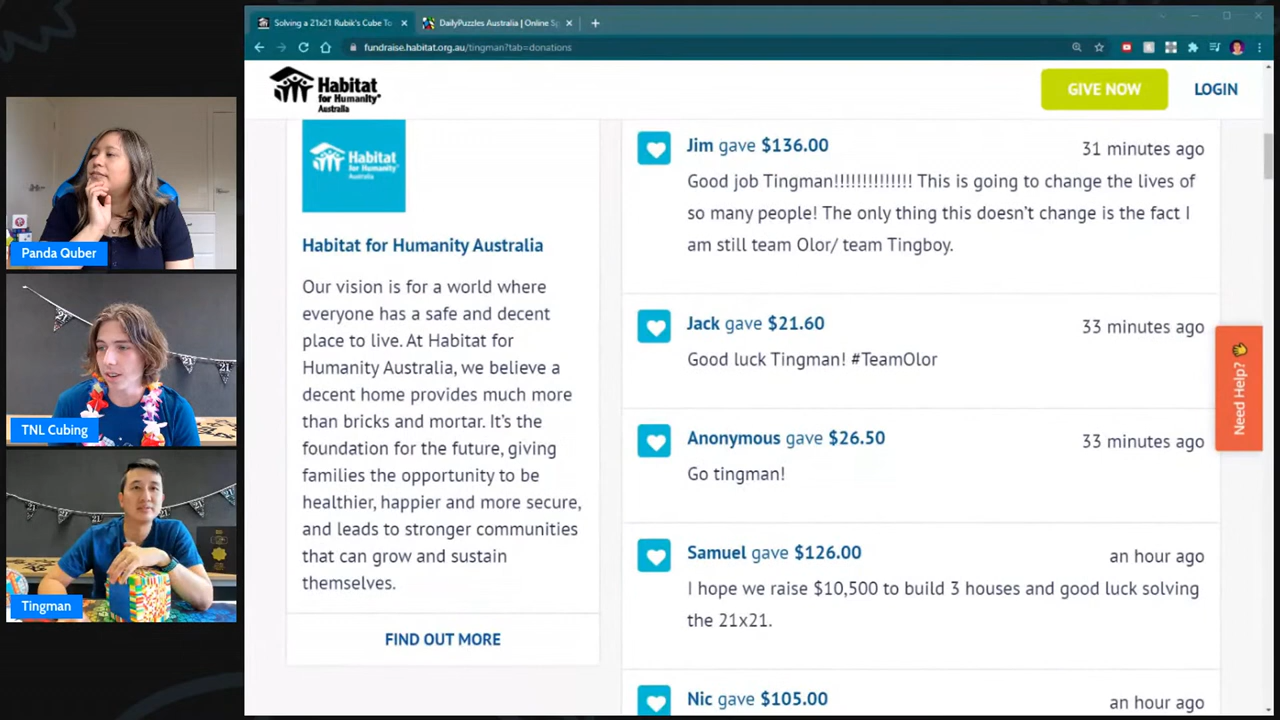 Solving a 21x21 Rubik's Cube To
DailyPuzzles Australia | Online Sp
fundraise.habitat.org.au/tingman?tab=donations
Habitat
for Humanity®
Australia
GIVE NOW
LOGIN
Habitat
for Humanity®
Australia
Habitat for Humanity Australia
Our vision is for a world where
everyone has a safe and decent
place to live. At Habitat for
Humanity Australia, we believe a
decent home provides much more
than bricks and mortar. It's the
foundation for the future, giving
families the opportunity to be
healthier, happier and more secure,
and leads to stronger communities
that can grow and sustain
themselves.
FIND OUT MORE
Jim gave $136.00
31 minutes ago
Good job Tingman!!!!!!!!!!!!!! This is going to change the lives of
so many people! The only thing this doesn't change is the fact I
am still team Olor/ team Tingboy.
Jack gave $21.60
33 minutes ago
Good luck Tingman! #TeamOlor
Anonymous gave $26.50
33 minutes ago
Go tingman!
Samuel gave $126.00
an hour ago
I hope we raise $10,500 to build 3 houses and good luck solving
the 21x21.
Nic gave $105.00
an hour ago
Need Help?
Panda Quber
21
21
21
TNL Cubing
21
21
21
21
Tingman